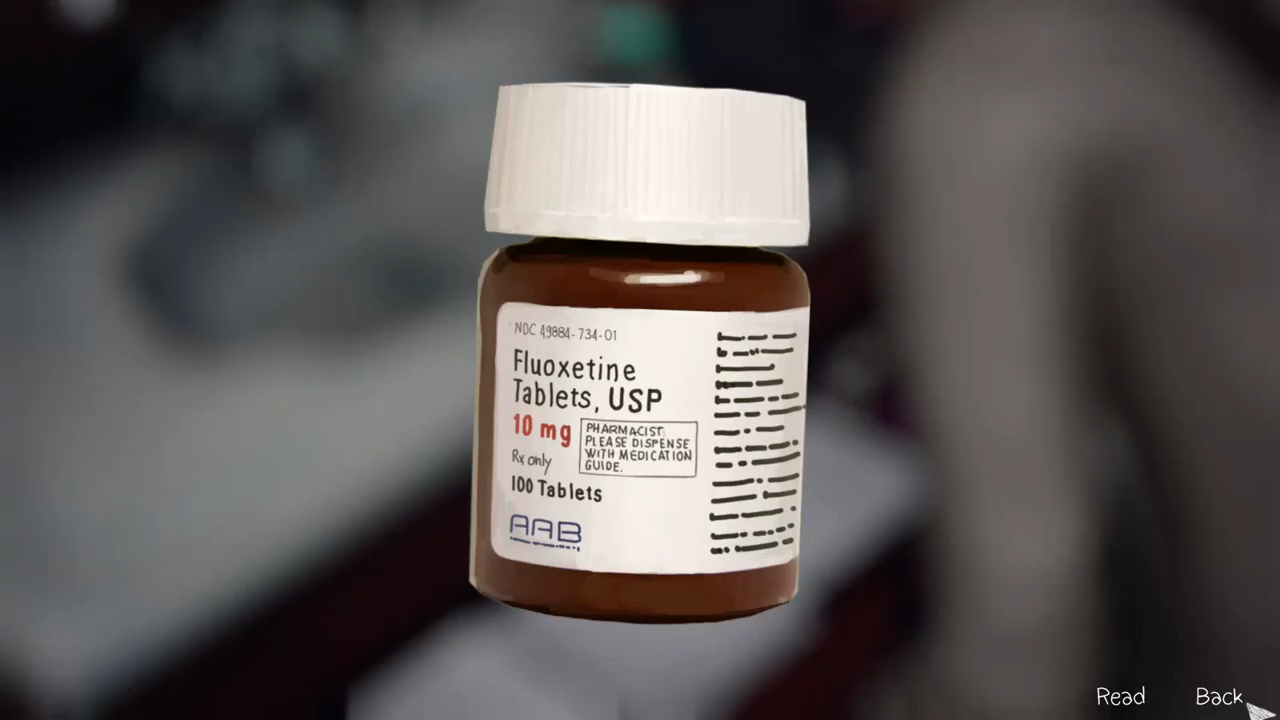 NDC 49884-734-01
Fluoxetine
Tablets, USP
10 mg
PHARMACIST:
PLEASE DISPENSE
WITH MEDICATION
GUIDE.
Rx only
100 Tablets
AAB
Read
Back